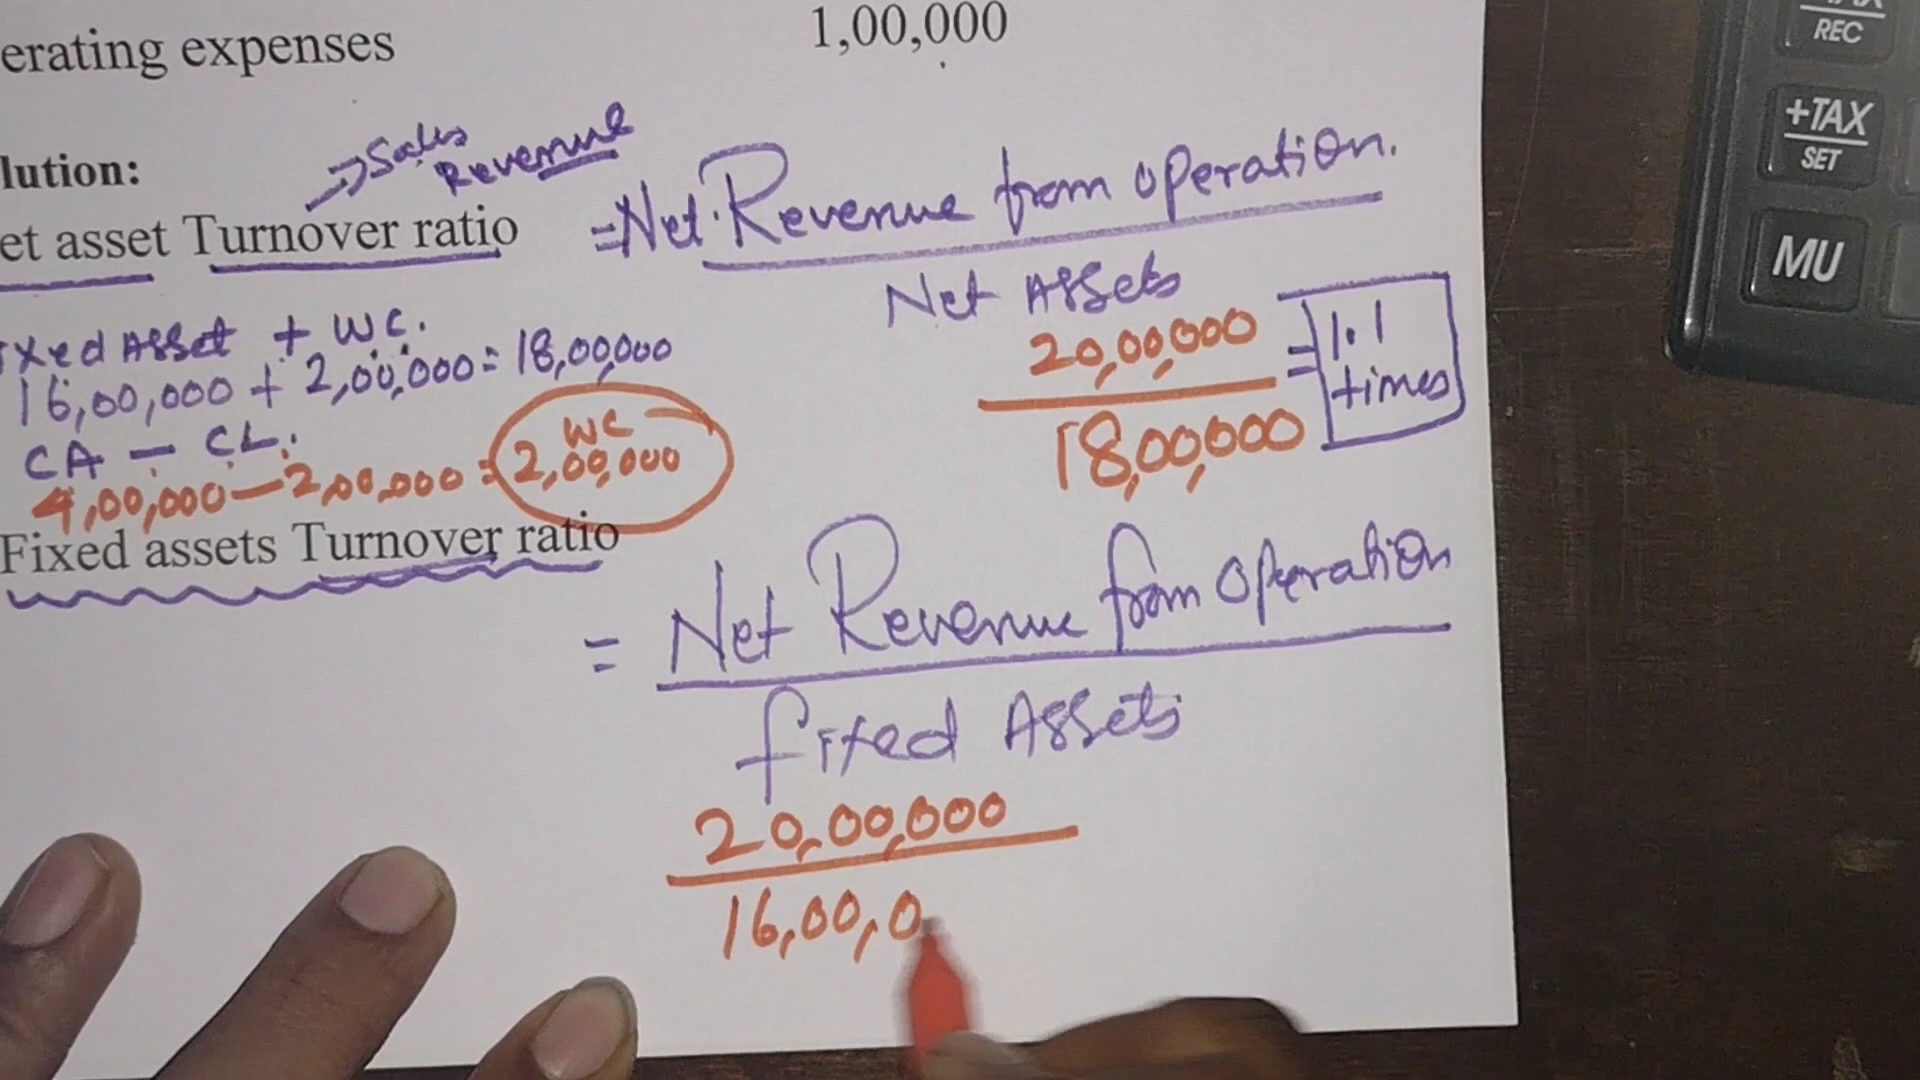 erating expenses 1,00,000
REC
+TAX
SET
MU
→ Sales
Revenue
lution:
et asset Turnover ratio = Net Revenue from operation.
Net Assets
ixed Asset + WC.
16,00,000 + 2,00,000 = 18,00,000
20,00,000
18,00,000
= 1.1
times
CA - CL.
4,00,000 - 2,00,000 = 2,00,000
WC
Fixed assets Turnover ratio
= Net Revenue from operation
Fixed Assets
20,00,000
16,00,0